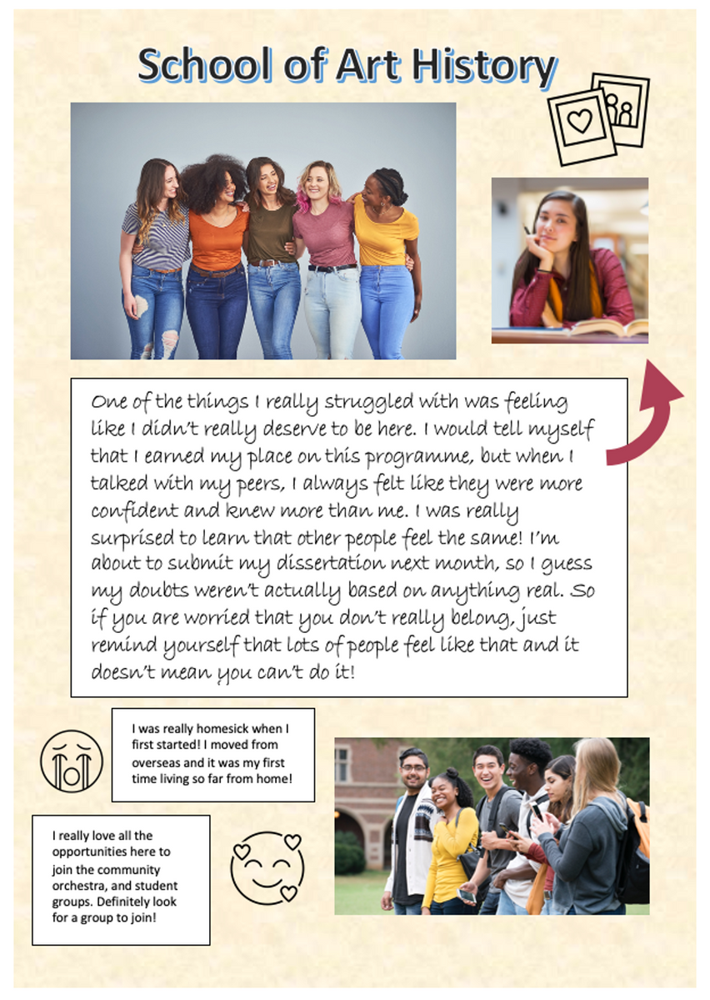 School of Art History
One of the things I really struggled with was feeling
like I didn't really deserve to be here. I would tell myself
that I earned my place on this programme, but when I
talked with my peers, I always felt like they were more
confident and knew more than me. I was really
surprised to learn that other people feel the same! I'm
about to submit my dissertation next month, so I guess
my doubts weren't actually based on anything real. So
if you are worried that you don't really belong, just
remind yourself that lots of people feel like that and it
doesn't mean you can't do it!
I was really homesick when I
first started! I moved from
overseas and it was my first
time living so far from home!
I really love all the
opportunities here to
join the community
orchestra, and student
groups. Definitely look
for a group to join!